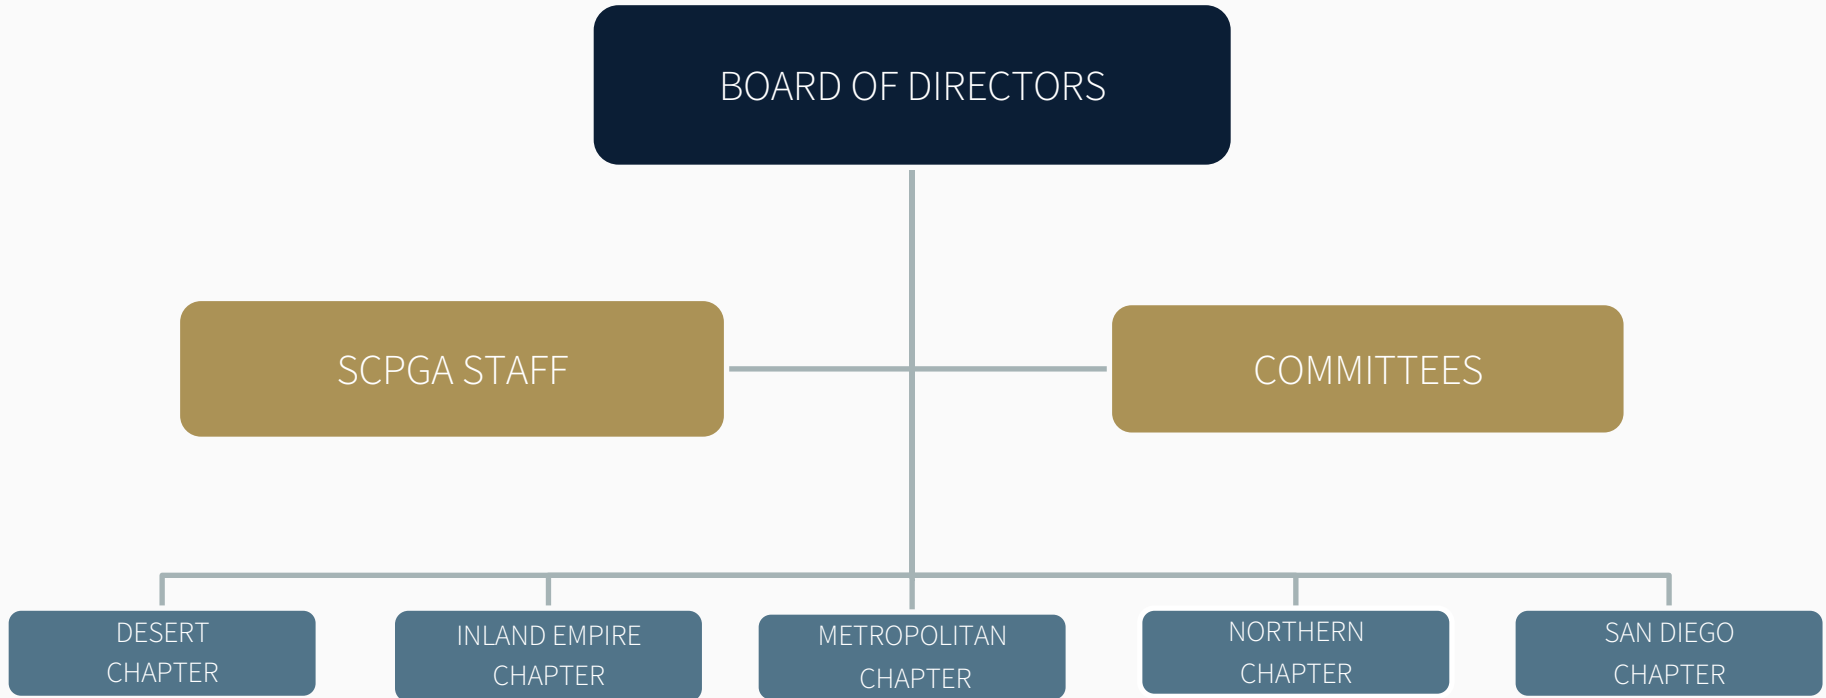 BOARD OF DIRECTORS
SCPGA STAFF
COMMITTEES
DESERT
CHAPTER
INLAND EMPIRE
CHAPTER
METROPOLITAN
CHAPTER
NORTHERN
CHAPTER
SAN DIEGO
CHAPTER